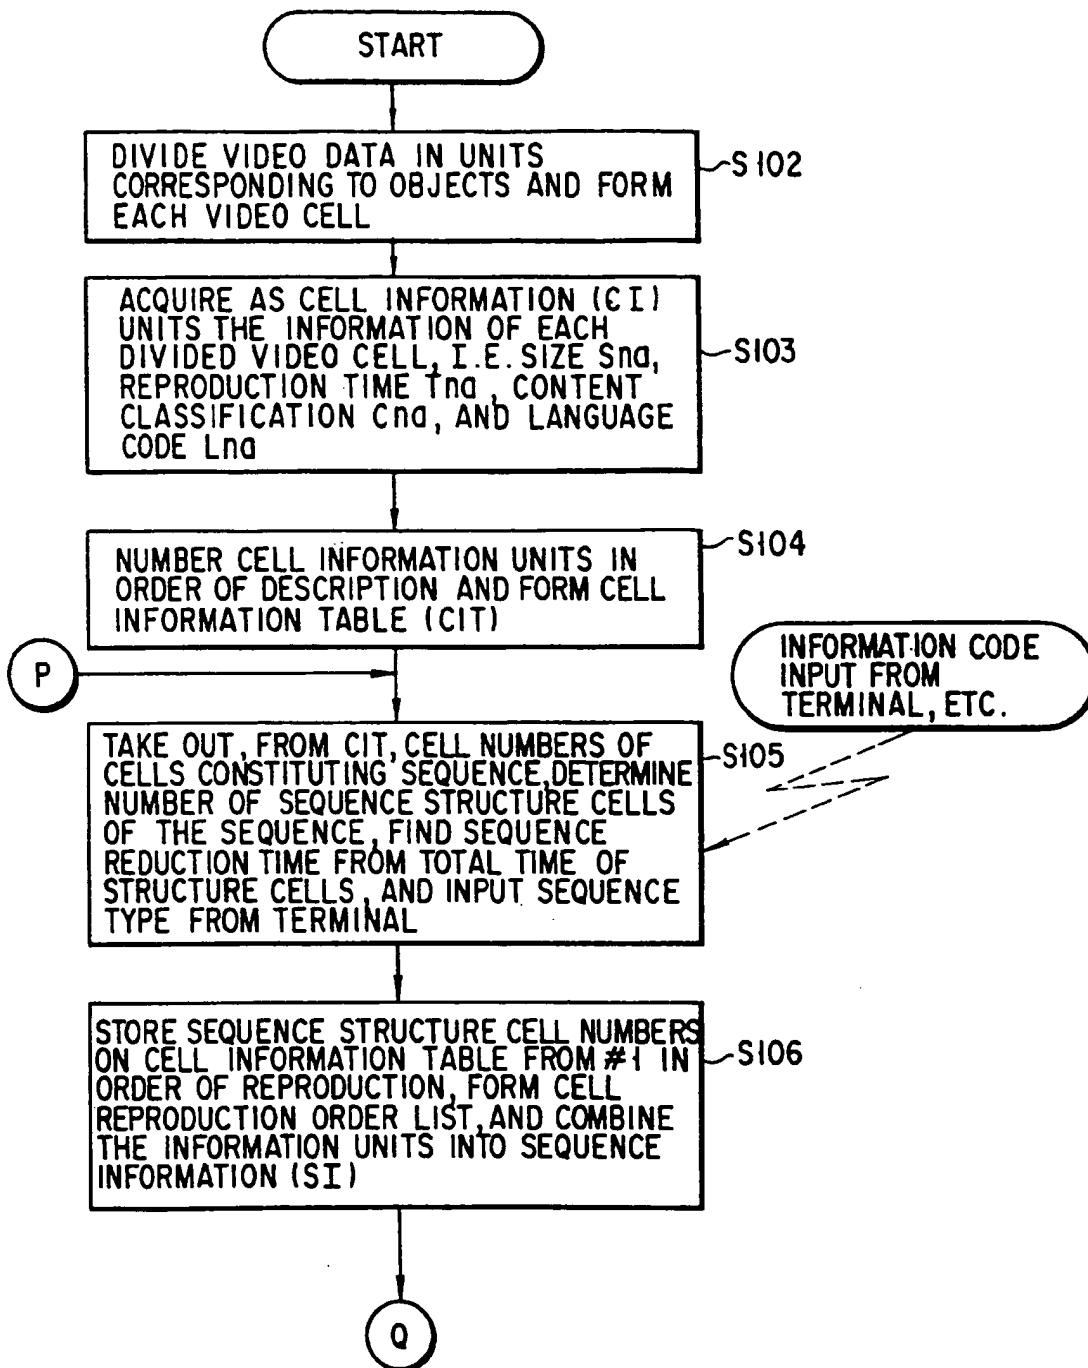 START
DIVIDE VIDEO DATA IN UNITS
CORRESPONDING TO OBJECTS AND FORM
EACH VIDEO CELL
S102
ACQUIRE AS CELL INFORMATION (CI)
UNITS THE INFORMATION OF EACH
DIVIDED VIDEO CELL, I.E. SIZE Sna,
REPRODUCTION TIME Tna, CONTENT
CLASSIFICATION Cna, AND LANGUAGE
CODE Lna
S103
NUMBER CELL INFORMATION UNITS IN
ORDER OF DESCRIPTION AND FORM CELL
INFORMATION TABLE (CIT)
S104
P
INFORMATION CODE
INPUT FROM
TERMINAL, ETC.
TAKE OUT, FROM CIT, CELL NUMBERS OF
CELLS CONSTITUTING SEQUENCE, DETERMINE
NUMBER OF SEQUENCE STRUCTURE CELLS
OF THE SEQUENCE, FIND SEQUENCE
REDUCTION TIME FROM TOTAL TIME OF
STRUCTURE CELLS, AND INPUT SEQUENCE
TYPE FROM TERMINAL
S105
STORE SEQUENCE STRUCTURE CELL NUMBERS
ON CELL INFORMATION TABLE FROM #1 IN
ORDER OF REPRODUCTION, FORM CELL
REPRODUCTION ORDER LIST, AND COMBINE
THE INFORMATION UNITS INTO SEQUENCE
INFORMATION (SI)
S106
Q